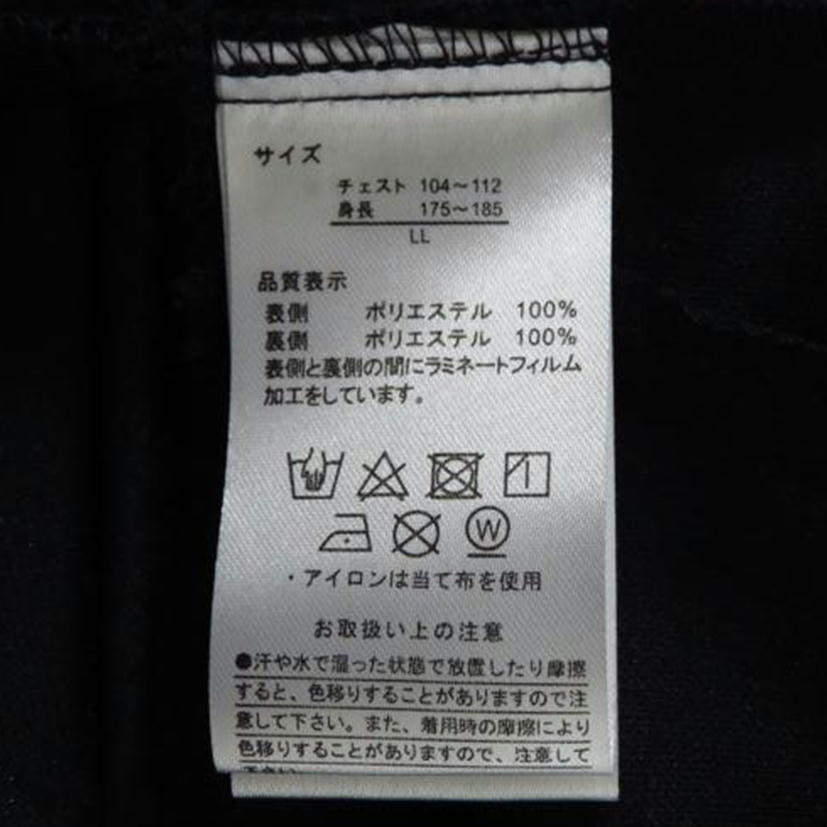 サイズ
チェスト 104～112
身長 175～185
LL
品質表示
表側 ポリエステル 100%
裏側 ポリエステル 100%
表側と裏側の間にラミネートフィルム
加工をしています。
W
・アイロンは当て布を使用
お取扱い上の注意
●汗や水で湿った状態で放置したり摩擦
すると、色移りすることがありますので注
意して下さい。また、着用時の摩擦により
色移りすることがありますので、注意して